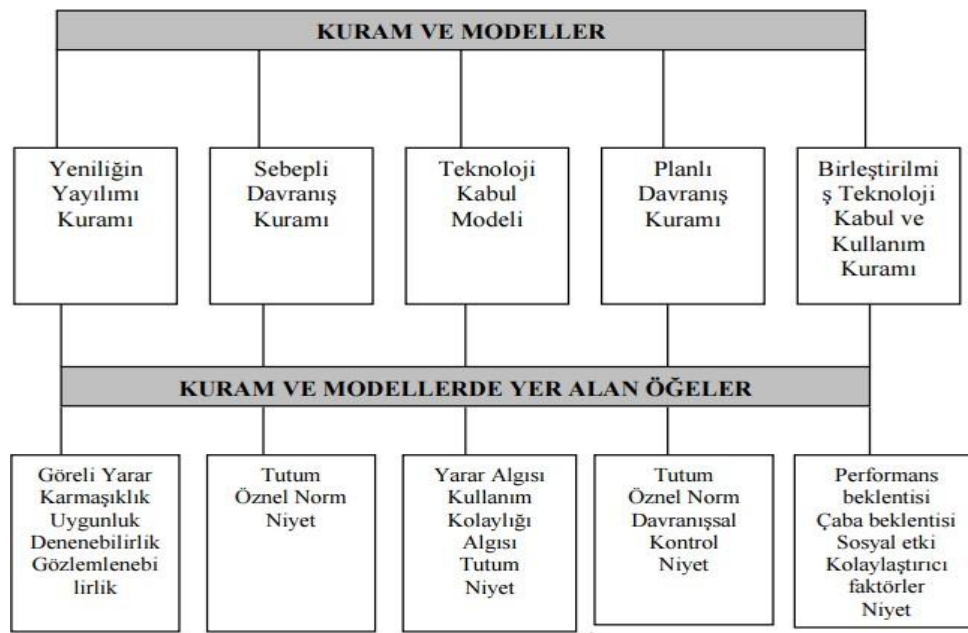 KURAM VE MODELLER
Yeniliğin
Yayılımı
Kuramı
Sebepli
Davranış
Kuramı
Teknoloji
Kabul
Modeli
Planlı
Davranış
Kuramı
Birleştirilmi
ş Teknoloji
Kabul ve
Kullanım
Kuramı
KURAM VE MODELLERDE YER ALAN ÖĞELER
Göreli Yarar
Karmaşıklık
Uygunluk
Denenebilirlik
Gözlemlenebi
lirlik
Tutum
Öznel Norm
Niyet
Yarar Algısı
Kullanım
Kolaylığı
Algısı
Tutum
Niyet
Tutum
Öznel Norm
Davranışsal
Kontrol
Niyet
Performans
beklentisi
Çaba beklentisi
Sosyal etki
Kolaylaştırıcı
faktörler
Niyet